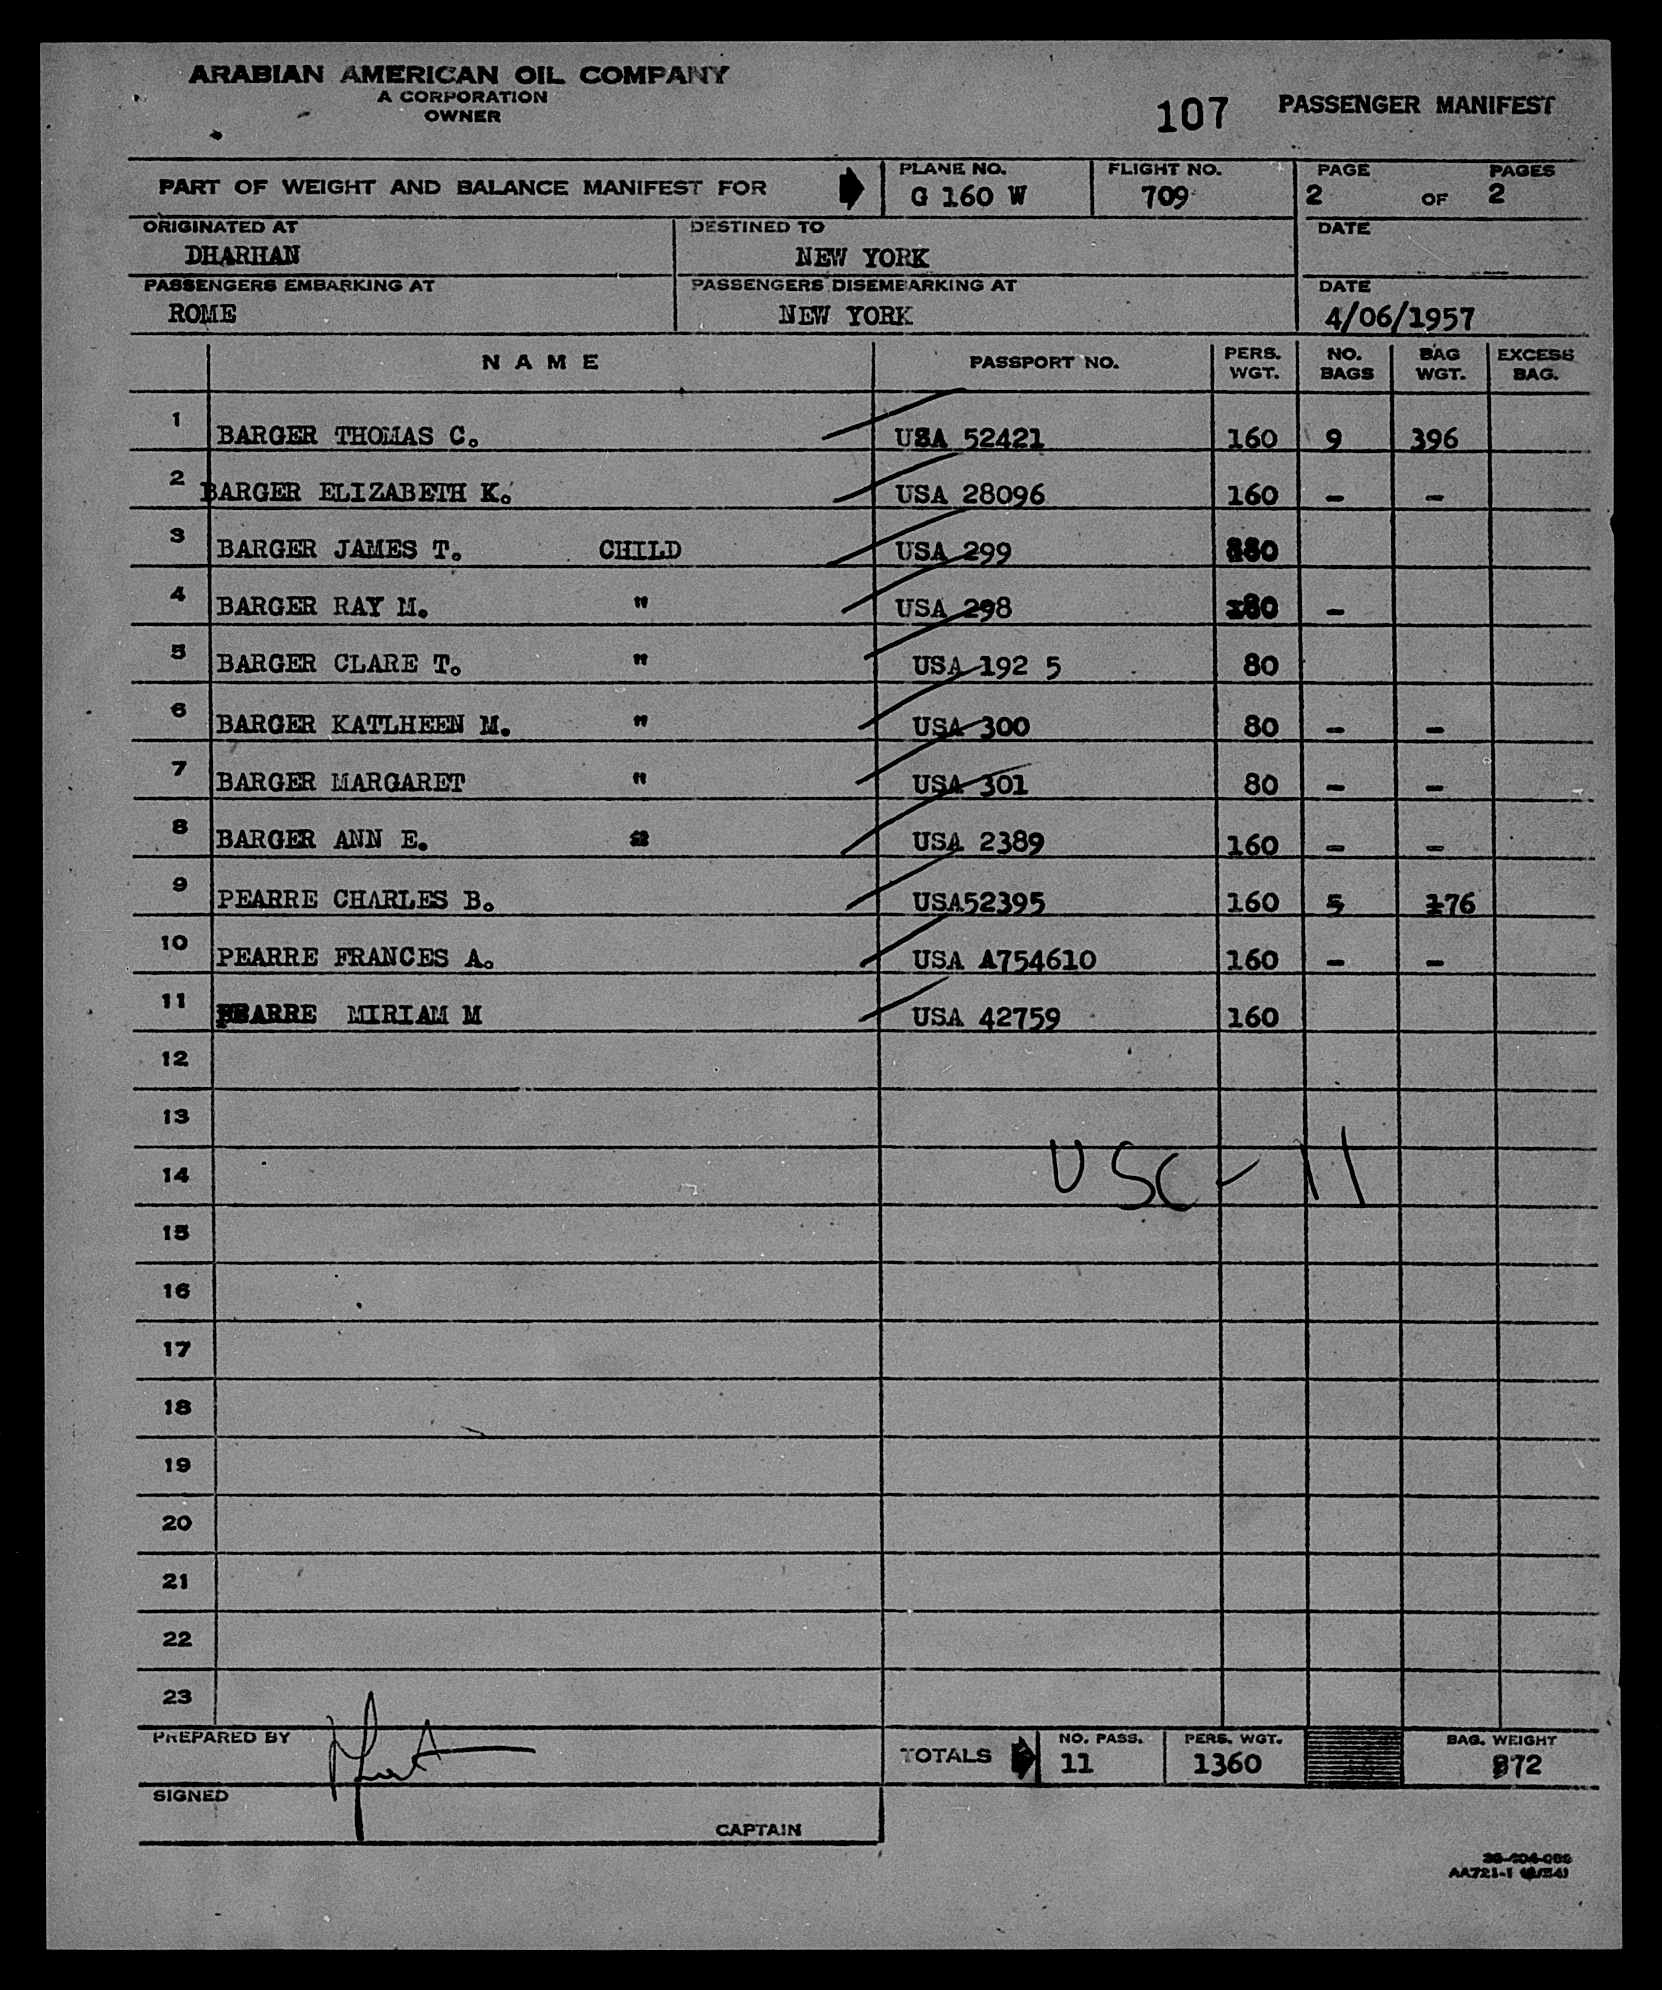 ARABIAN AMERICAN OIL COMPANY
A CORPORATION
OWNER
107 PASSENGER MANIFEST
PART OF WEIGHT AND BALANCE MANIFEST FOR
PLANE NO. FLIGHT NO. PAGE PAGES
G 160 W 709 2 OF 2
ORIGINATED AT DESTINED TO DATE
DHARHAN NEW YORK
PASSENGERS EMBARKING AT PASSENGERS DISEMBARKING AT DATE
ROME NEW YORK 4/06/1957
NAME PASSPORT NO. PERS. WGT. NO. BAGS BAG WGT. EXCESS BAG.
1 BARGER THOMAS C. USA 52421 160 9 396
2 BARGER ELIZABETH K. USA 28096 160 - -
3 BARGER JAMES T. CHILD USA 299 80
4 BARGER RAY M. " USA 298 80 -
5 BARGER CLARE T. " USA 192 5 80
6 BARGER KATLHEEN M. " USA 300 80 - -
7 BARGER MARGARET " USA 301 80 - -
8 BARGER ANN E. USA 2389 160 - -
9 PEARRE CHARLES B. USA52395 160 5 176
10 PEARRE FRANCES A. USA A754610 160 - -
11 PEARRE MIRIAM M USA 42759 160
12
13
14 USC - 11
15
16
17
18
19
20
21
22
23
PREPARED BY TOTALS NO. PASS. PERS. WGT. BAG. WEIGHT
11 1360 872
SIGNED
CAPTAIN